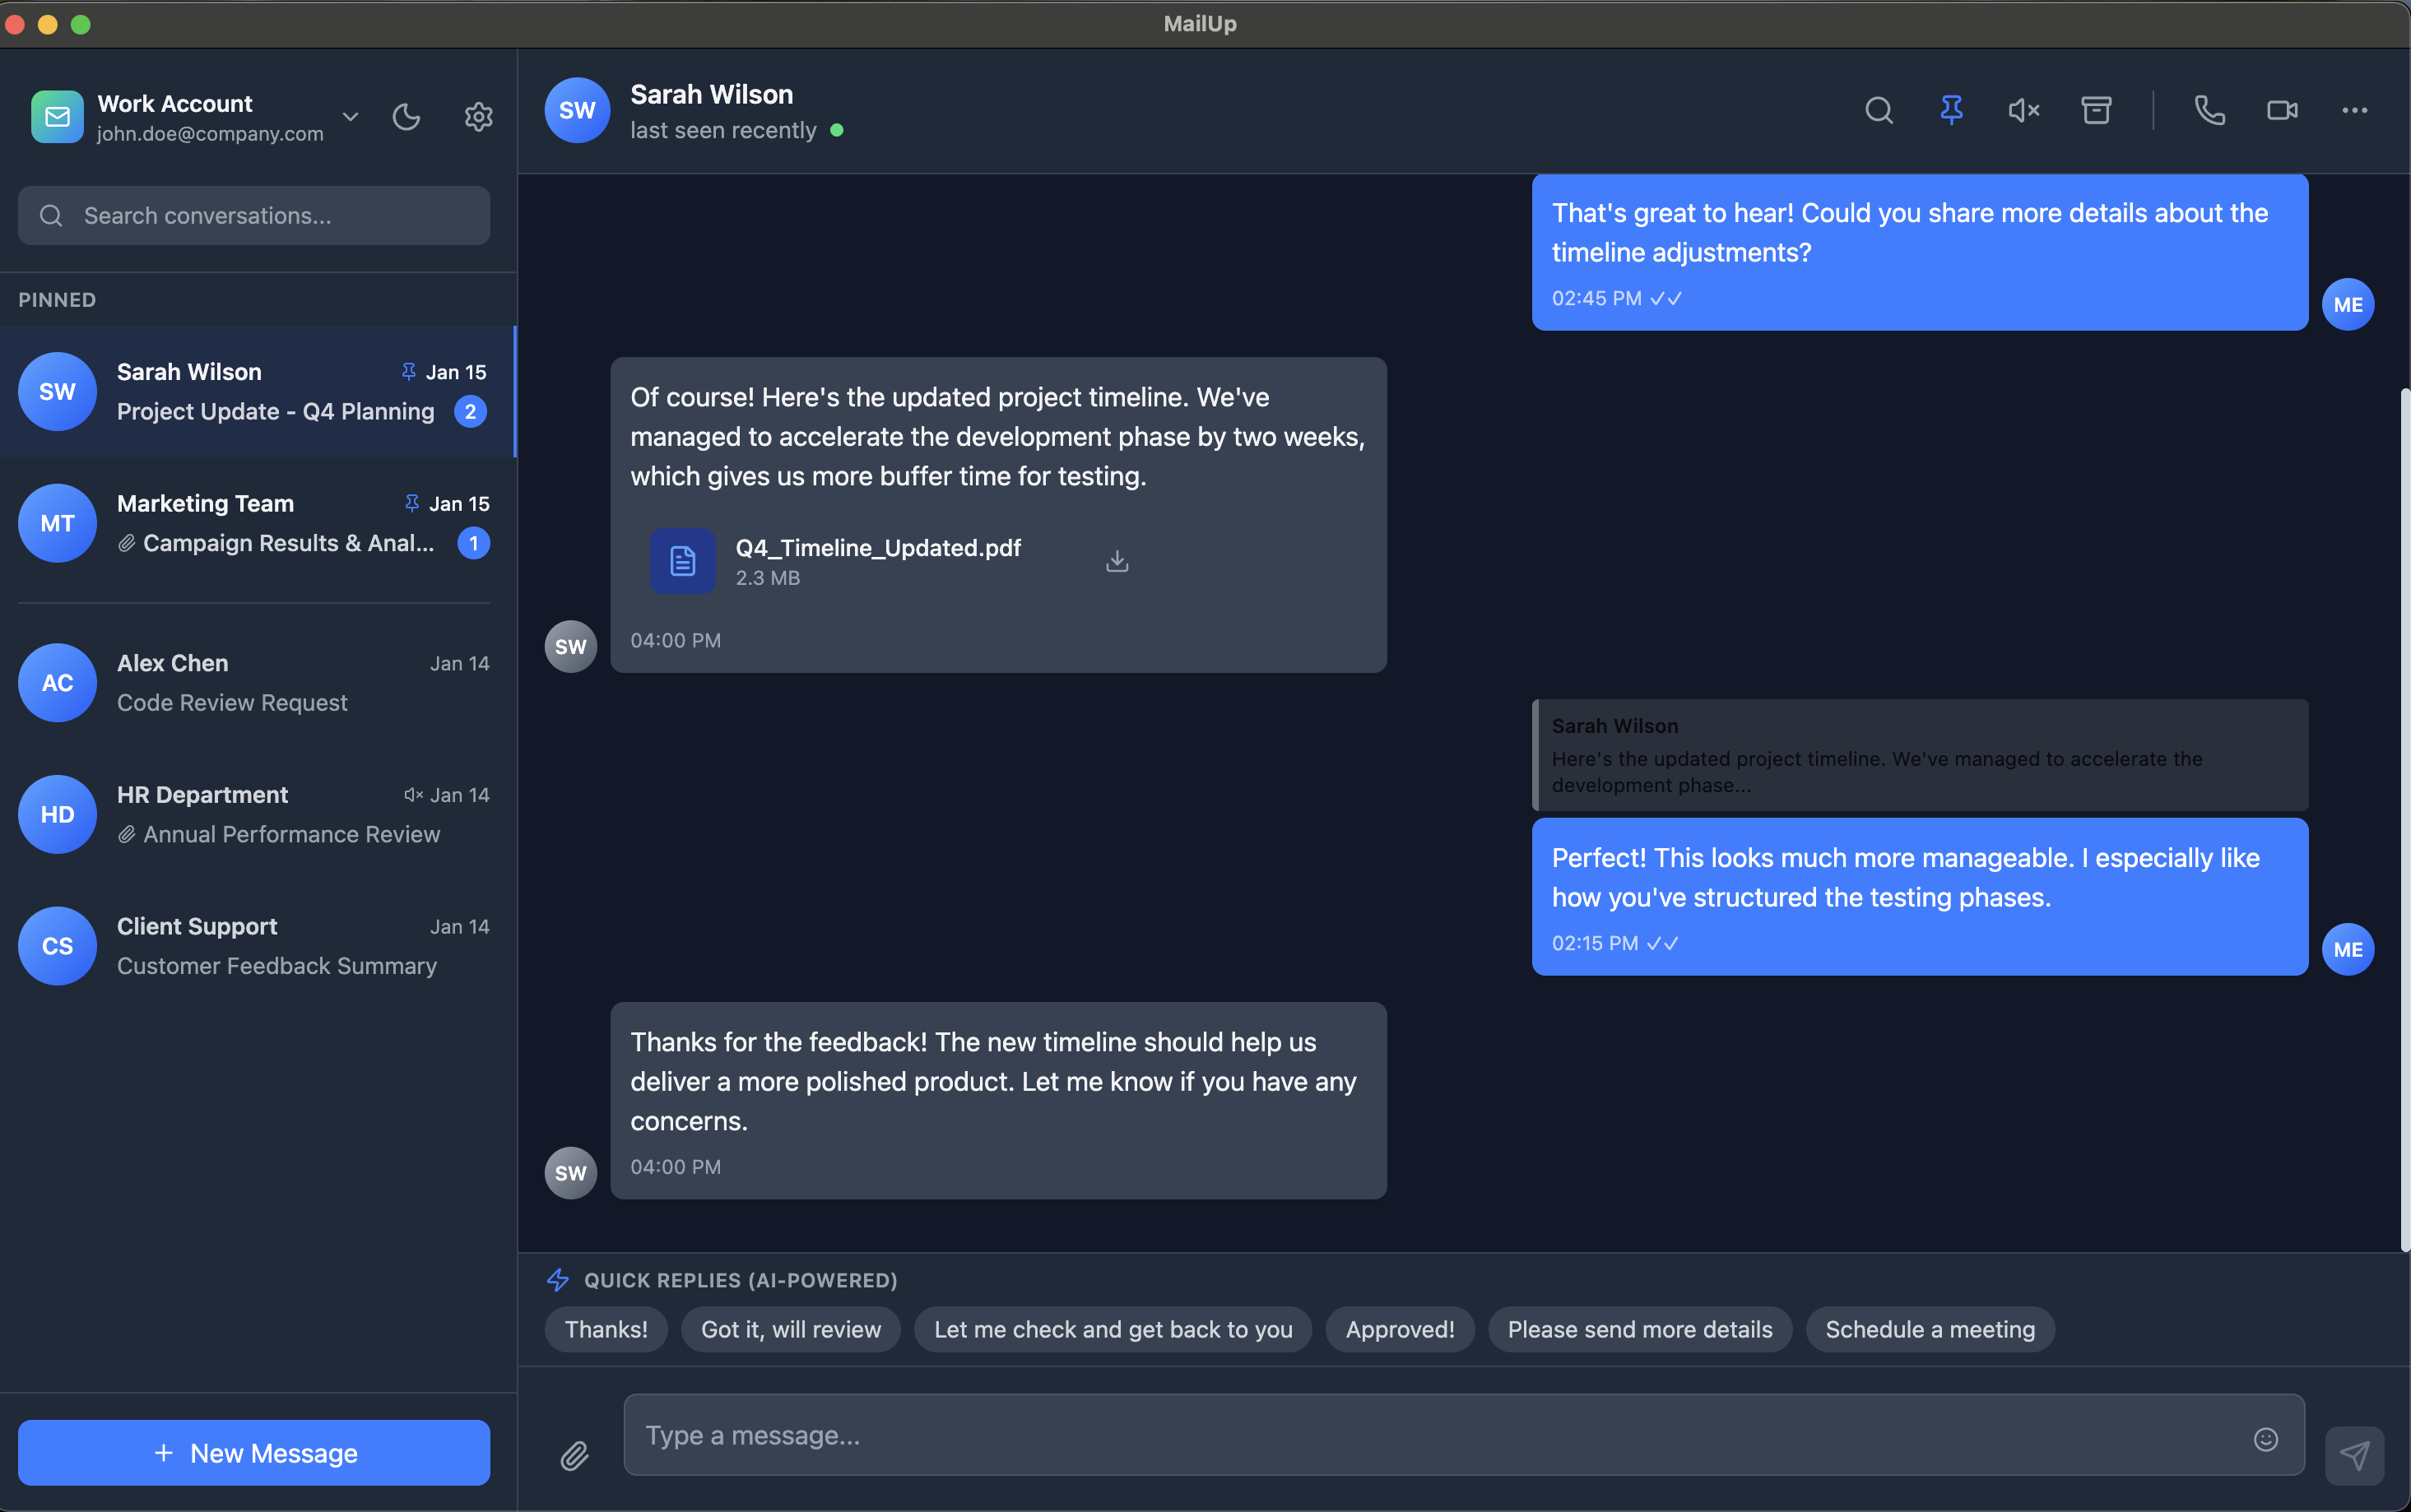 MailUp
Work Account
john.doe@company.com
Search conversations...
PINNED
SW
Sarah Wilson
Jan 15
Project Update - Q4 Planning
2
MT
Marketing Team
Jan 15
Campaign Results & Anal...
1
AC
Alex Chen
Jan 14
Code Review Request
HD
HR Department
Jan 14
Annual Performance Review
CS
Client Support
Jan 14
Customer Feedback Summary
+ New Message
SW
Sarah Wilson
last seen recently
That's great to hear! Could you share more details about the
timeline adjustments?
02:45 PM
ME
Of course! Here's the updated project timeline. We've
managed to accelerate the development phase by two weeks,
which gives us more buffer time for testing.
Q4_Timeline_Updated.pdf
2.3 MB
04:00 PM
SW
Sarah Wilson
Here's the updated project timeline. We've managed to accelerate the
development phase...
Perfect! This looks much more manageable. I especially like
how you've structured the testing phases.
02:15 PM
ME
Thanks for the feedback! The new timeline should help us
deliver a more polished product. Let me know if you have any
concerns.
04:00 PM
SW
QUICK REPLIES (AI-POWERED)
Thanks!
Got it, will review
Let me check and get back to you
Approved!
Please send more details
Schedule a meeting
Type a message...